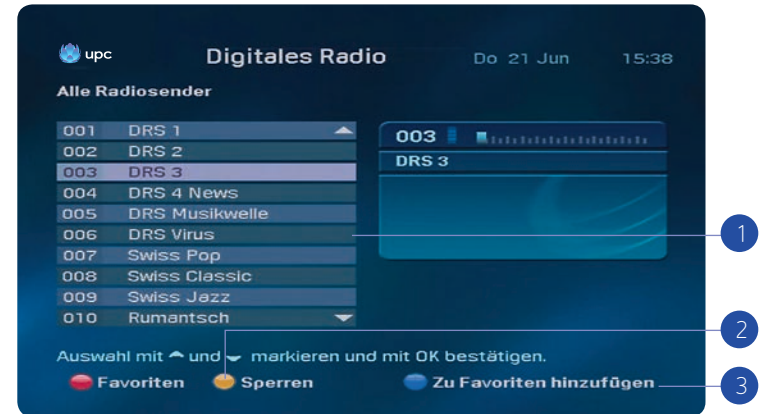 upc Digitales Radio Do 21 Jun 15:38
Alle Radiosender
001 DRS 1
002 DRS 2
003 DRS 3
004 DRS 4 News
005 DRS Musikwelle
006 DRS Virus
007 Swiss Pop
008 Swiss Classic
009 Swiss Jazz
010 Rumantsch
003
DRS 3
1
2
Auswahl mit und markieren und mit OK bestätigen.
Favoriten Sperren Zu Favoriten hinzufügen 3